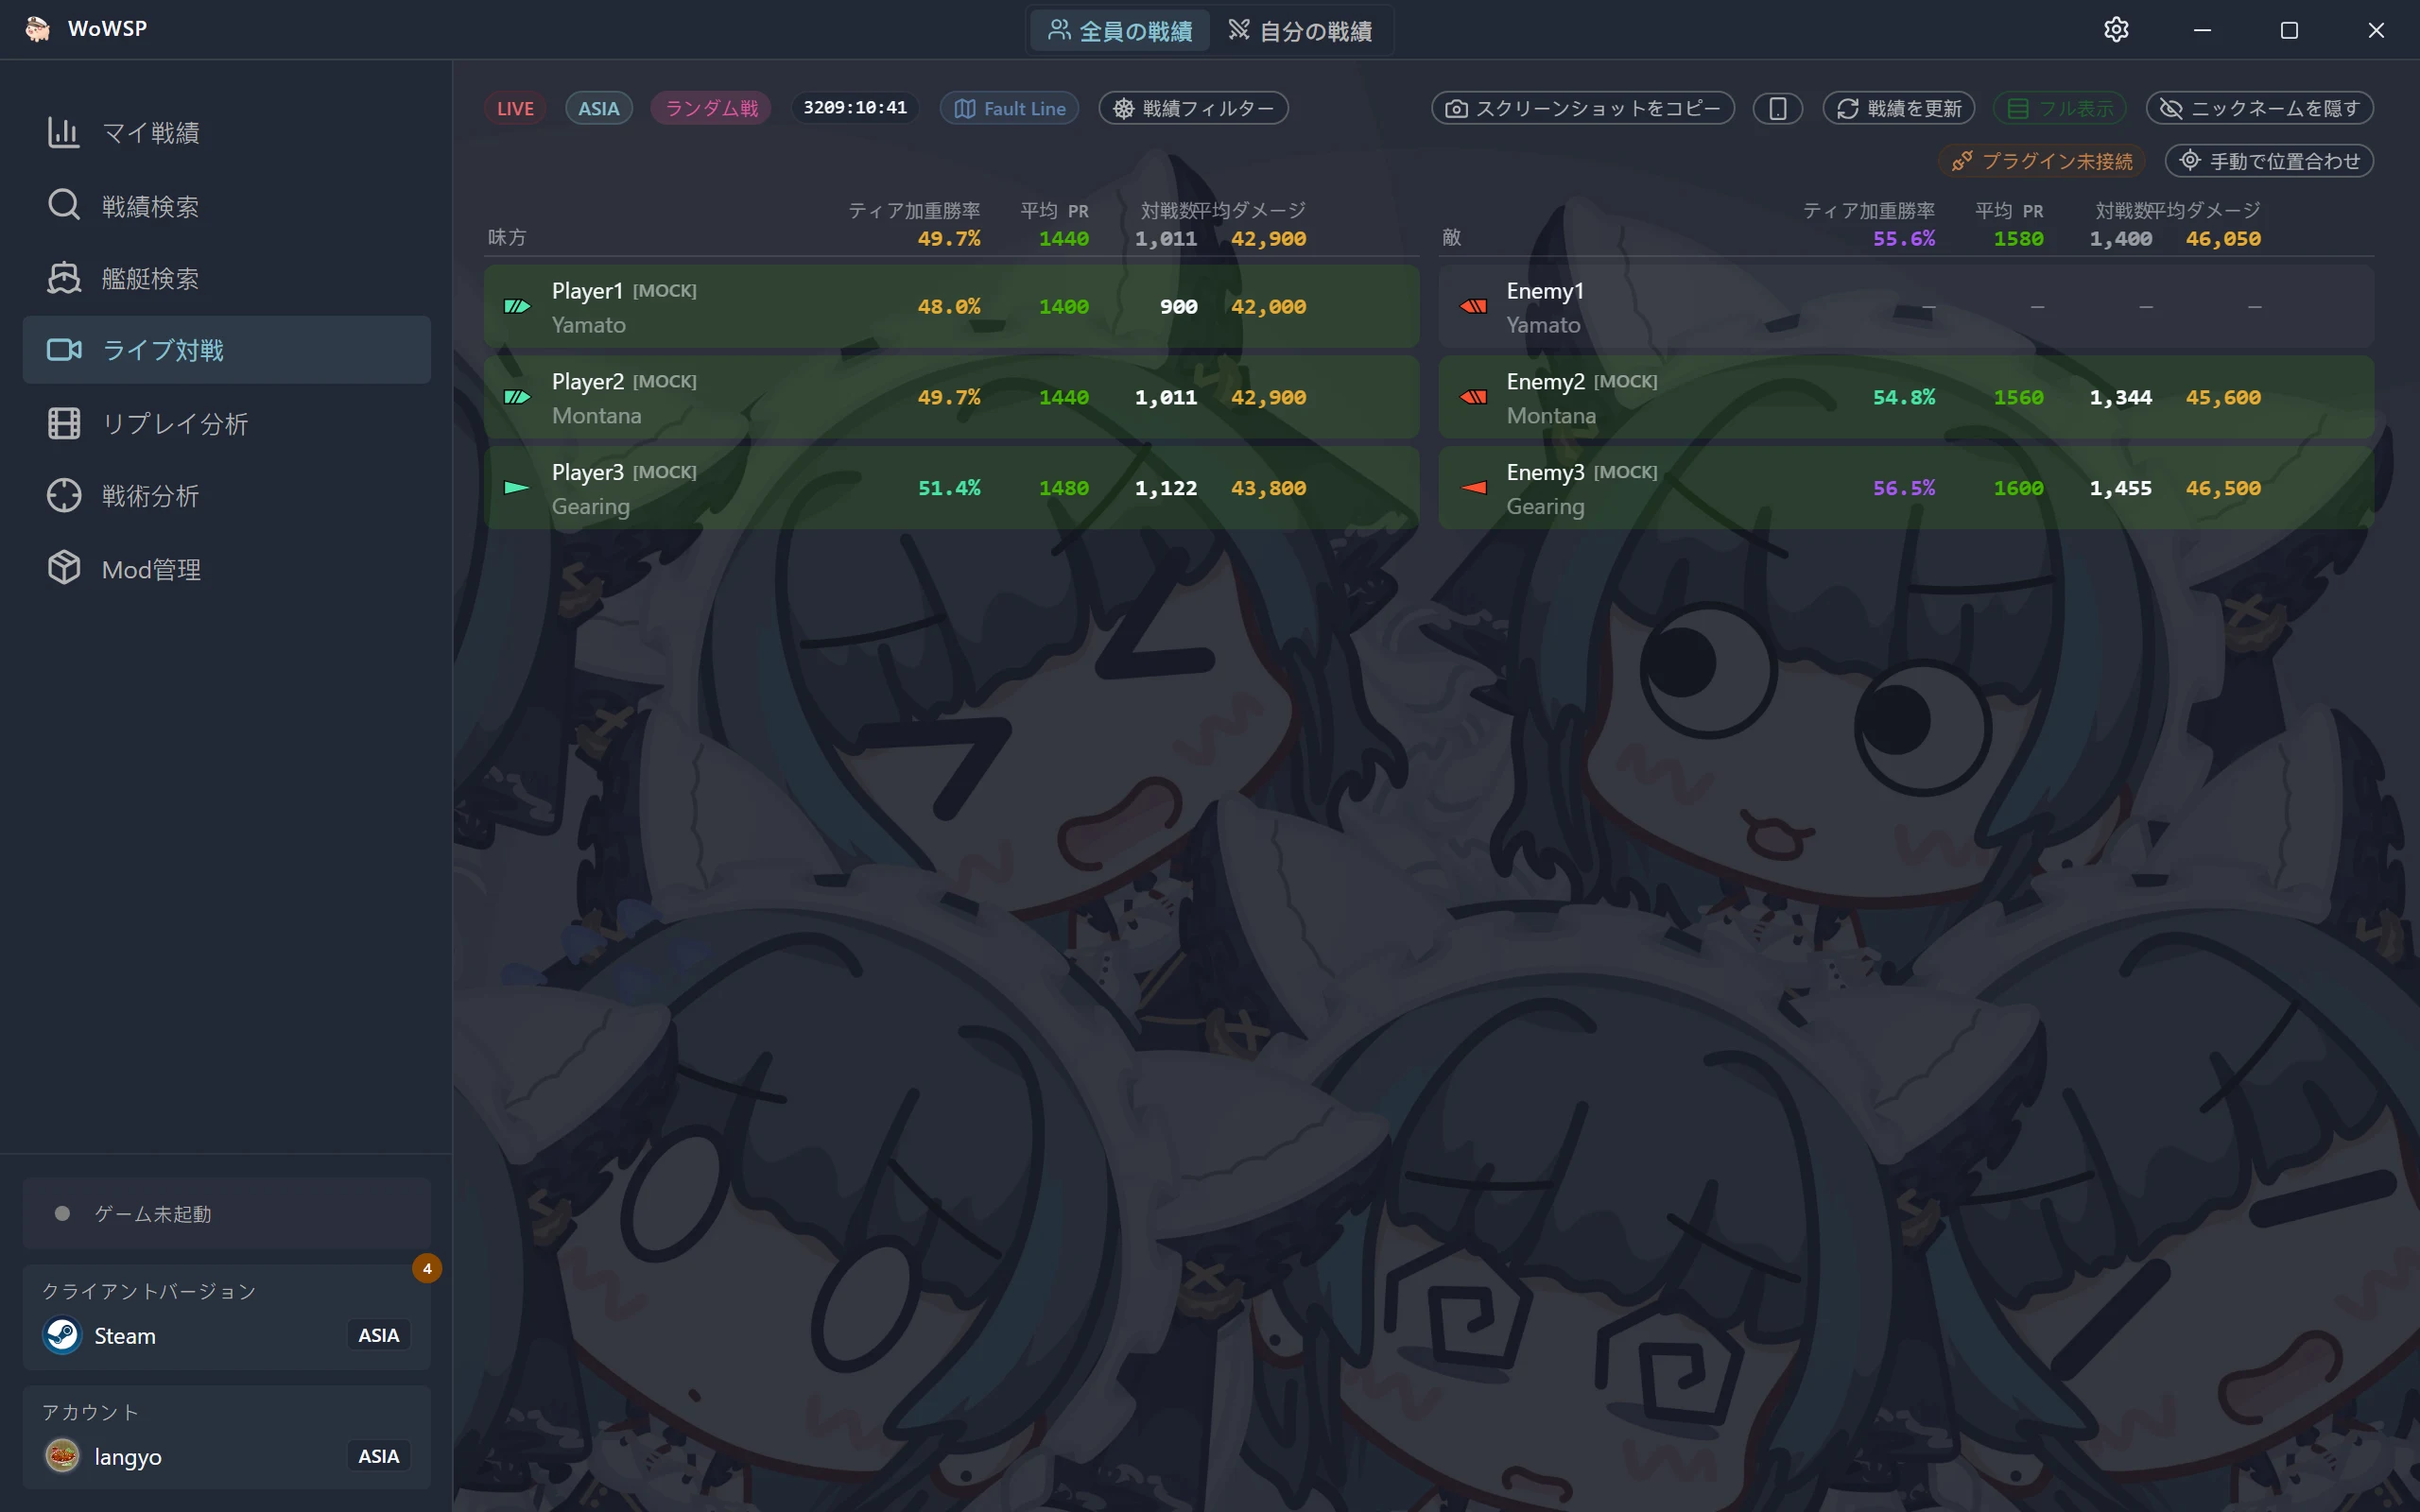 WoWSP
全員の戦績 自分の戦績
マイ戦績
戦績検索
艦艇検索
ライブ対戦
リプレイ分析
戦術分析
Mod管理
ゲーム未起動
4
クライアントバージョン
Steam ASIA
アカウント
langyo ASIA
LIVE ASIA ランダム戦 3209:10:41 Fault Line 戦績フィルター スクリーンショットをコピー 戦績を更新 フル表示 ニックネームを隠す
プラグイン未接続 手動で位置合わせ
ティア加重勝率 平均 PR 対戦数 平均ダメージ
味方 49.7% 1440 1,011 42,900
Player1 [MOCK] 48.0% 1400 900 42,000
Yamato
Player2 [MOCK] 49.7% 1440 1,011 42,900
Montana
Player3 [MOCK] 51.4% 1480 1,122 43,800
Gearing
ティア加重勝率 平均 PR 対戦数 平均ダメージ
敵 55.6% 1580 1,400 46,050
Enemy1 — — — —
Yamato
Enemy2 [MOCK] 54.8% 1560 1,344 45,600
Montana
Enemy3 [MOCK] 56.5% 1600 1,455 46,500
Gearing